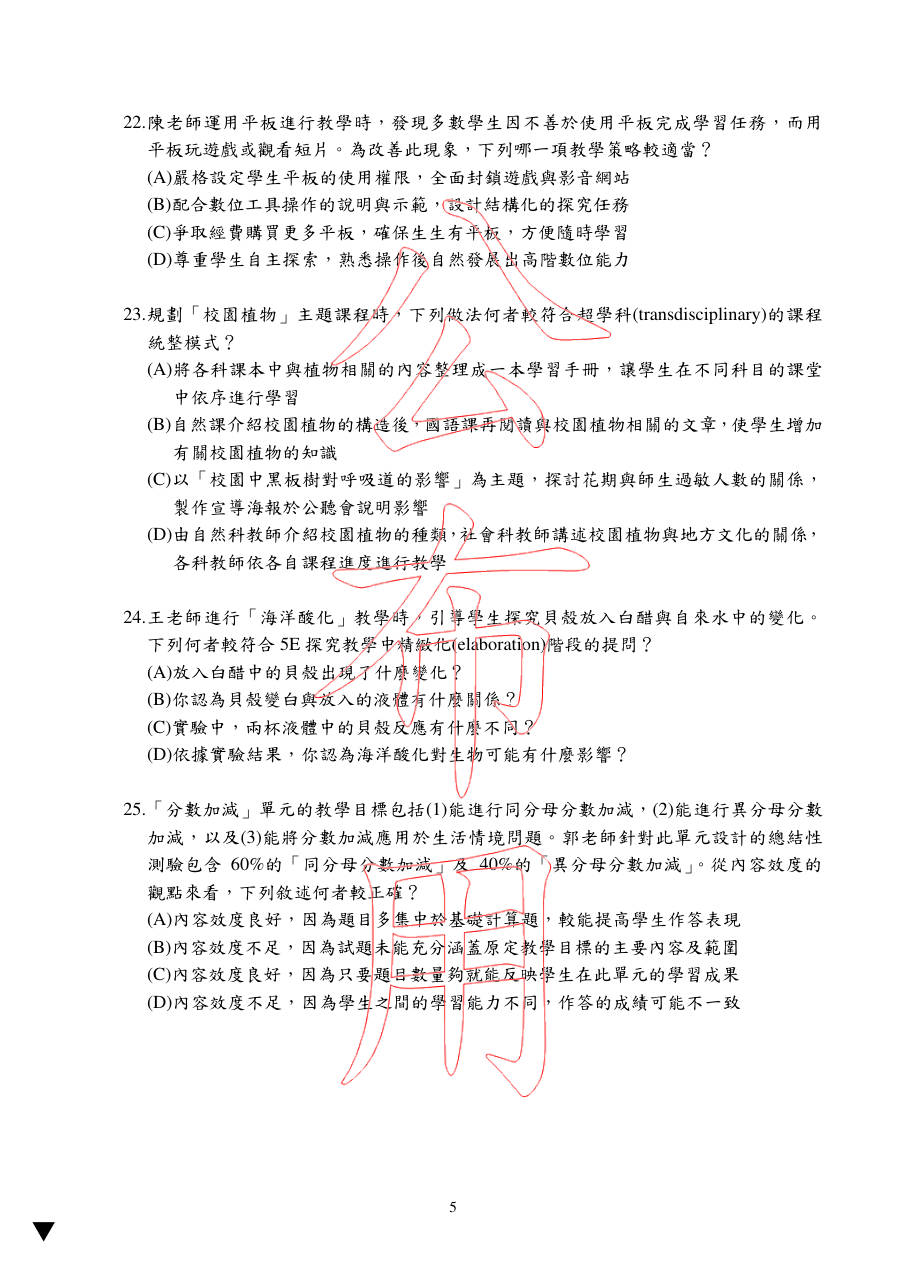 22.陳老師運用平板進行教學時，發現多數學生因不善於使用平板完成學習任務，而用
平板玩遊戲或觀看短片。為改善此現象，下列哪一項教學策略較適當？
(A)嚴格設定學生平板的使用權限，全面封鎖遊戲與影音網站
(B)配合數位工具操作的說明與示範，設計結構化的探究任務
(C)爭取經費購買更多平板，確保生生有平板，方便隨時學習
(D)尊重學生自主探索，熟悉操作後自然發展出高階數位能力
23.規劃「校園植物」主題課程時，下列做法何者較符合超學科(transdisciplinary)的課程
統整模式？
(A)將各科課本中與植物相關的內容整理成一本學習手冊，讓學生在不同科目的課堂
中依序進行學習
(B)自然課介紹校園植物的構造後，國語課再閱讀與校園植物相關的文章，使學生增加
有關校園植物的知識
(C)以「校園中黑板樹對呼吸道的影響」為主題，探討花期與師生過敏人數的關係，
製作宣導海報於公聽會說明影響
(D)由自然科教師介紹校園植物的種類，社會科教師講述校園植物與地方文化的關係，
各科教師依各自課程進度進行教學
24.王老師進行「海洋酸化」教學時，引導學生探究貝殼放入白醋與自來水中的變化。
下列何者較符合 5E 探究教學中精緻化(elaboration)階段的提問？
(A)放入白醋中的貝殼出現了什麼變化？
(B)你認為貝殼變白與放入的液體有什麼關係？
(C)實驗中，兩杯液體中的貝殼反應有什麼不同？
(D)依據實驗結果，你認為海洋酸化對生物可能有什麼影響？
25.「分數加減」單元的教學目標包括(1)能進行同分母分數加減，(2)能進行異分母分數
加減，以及(3)能將分數加減應用於生活情境問題。郭老師針對此單元設計的總結性
測驗包含 60%的「同分母分數加減」及 40%的「異分母分數加減」。從內容效度的
觀點來看，下列敘述何者較正確？
(A)內容效度良好，因為題目多集中於基礎計算題，較能提高學生作答表現
(B)內容效度不足，因為試題未能充分涵蓋原定教學目標的主要內容及範圍
(C)內容效度良好，因為只要題目數量夠就能反映學生在此單元的學習成果
(D)內容效度不足，因為學生之間的學習能力不同，作答的成績可能不一致
公布用
5